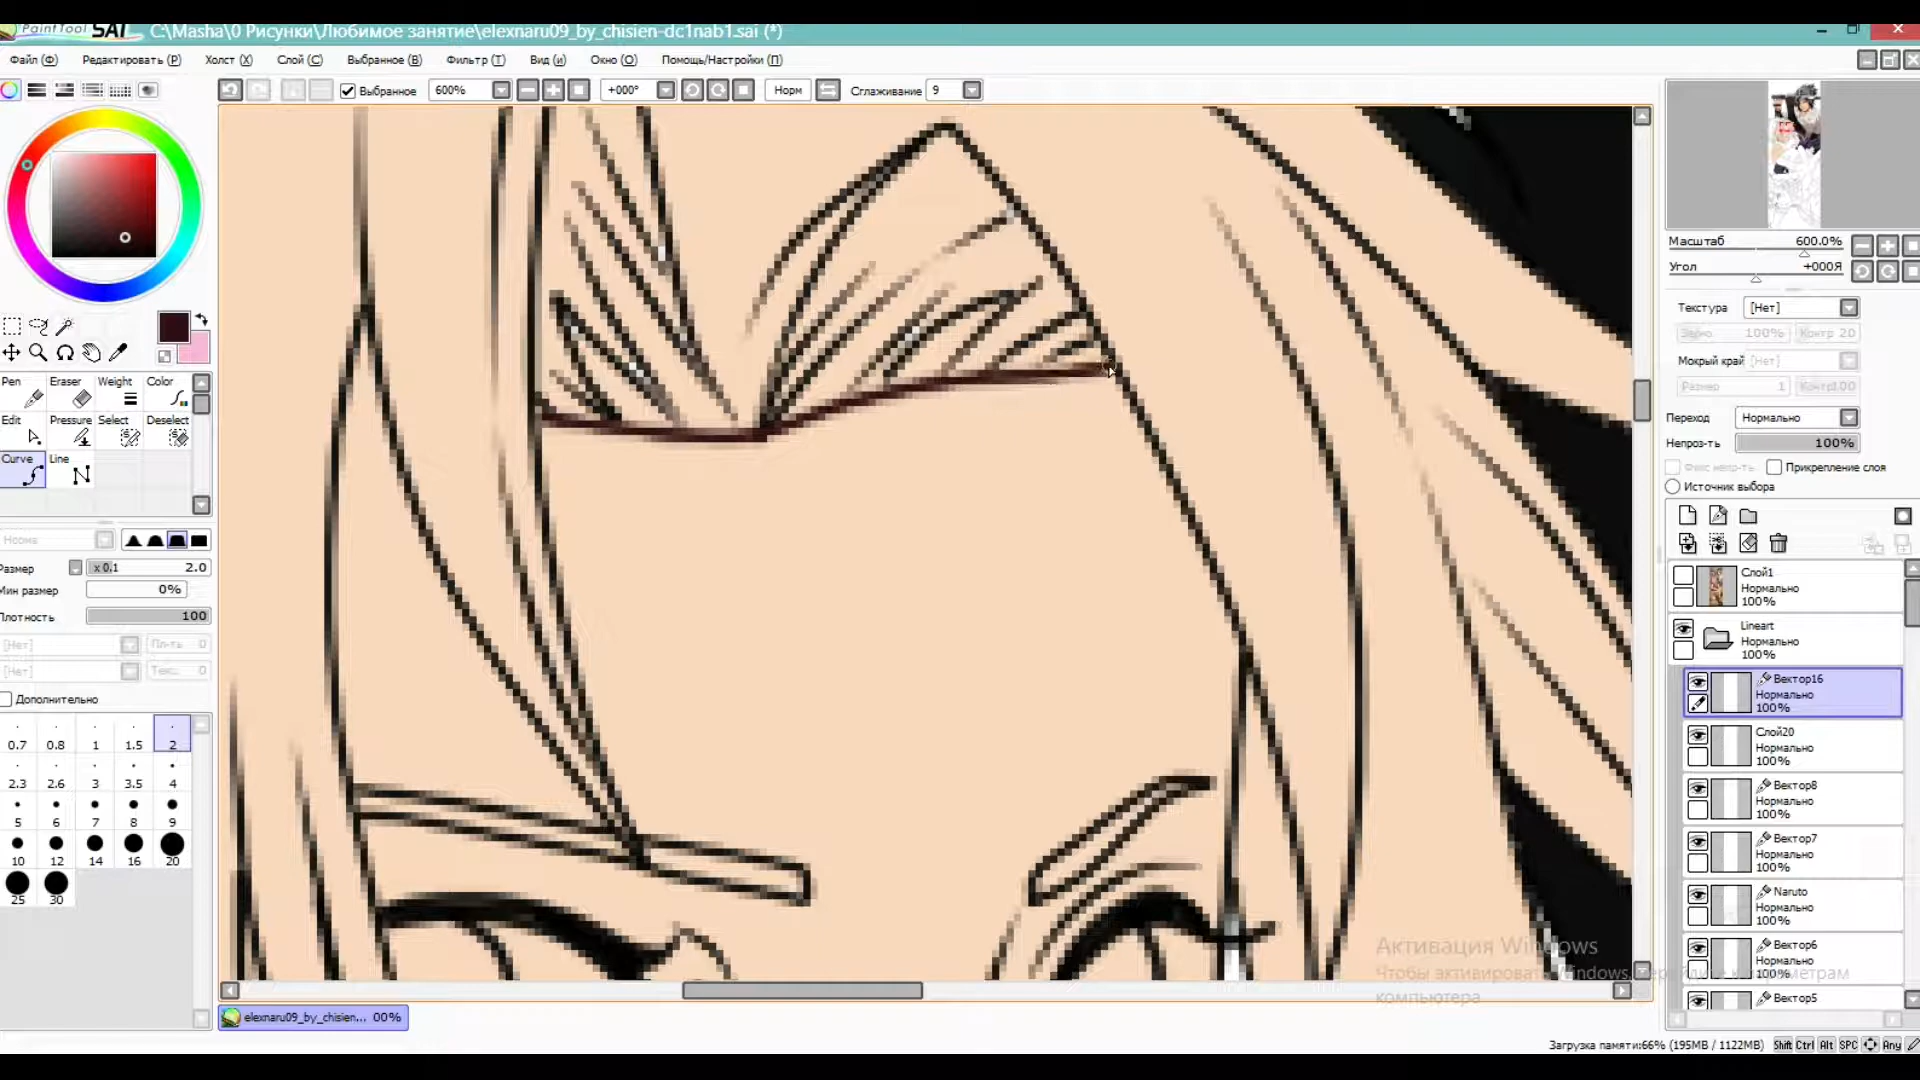 PaintTool SAI C:\Masha\0 Рисунки\Любимое занятие\elexnaru09_by_chisien-dc1nab1.sai (*)
Файл (Ф) Редактировать (Р) Холст (Х) Слой (С) Выбранное (В) Фильтр (Т) Вид (и) Окно (О) Помощь/Настройки (П)
Выбранное 600% +000° Норм Сглаживание 9
Масштаб 600.0%
Угол +000Я
Текстура [Нет]
Зерно 100% Контр 20
Мокрый край [Нет]
Размер 1 Контр 1.00
Переход Нормально
Непроз-ть 100%
Фикс непр-ть Прикрепление слоя
Источник выбора
Pen Eraser Weight Color
Edit Pressure Select Deselect
Curve Line
Размер x 0.1 2.0
Мин размер 0%
Плотность 100
[Нет] Пл-ть 0
[Нет] Текс. 0
Дополнительно
0.7 0.8 1 1.5 2
2.3 2.6 3 3.5 4
5 6 7 8 9
10 12 14 16 20
25 30
Слой1
Нормально
100%
Lineart
Нормально
100%
Вектор16
Нормально
100%
Слой20
Нормально
100%
Вектор8
Нормально
100%
Вектор7
Нормально
100%
Naruto
Нормально
100%
Вектор6
Нормально
100%
Вектор5
Активация Windows
Чтобы активировать Windows, перейдите к параметрам
компьютера
elexnaru09_by_chisien... 00%
Загрузка памяти:66% (195MB / 1122MB) Shift Ctrl Alt SPC Any